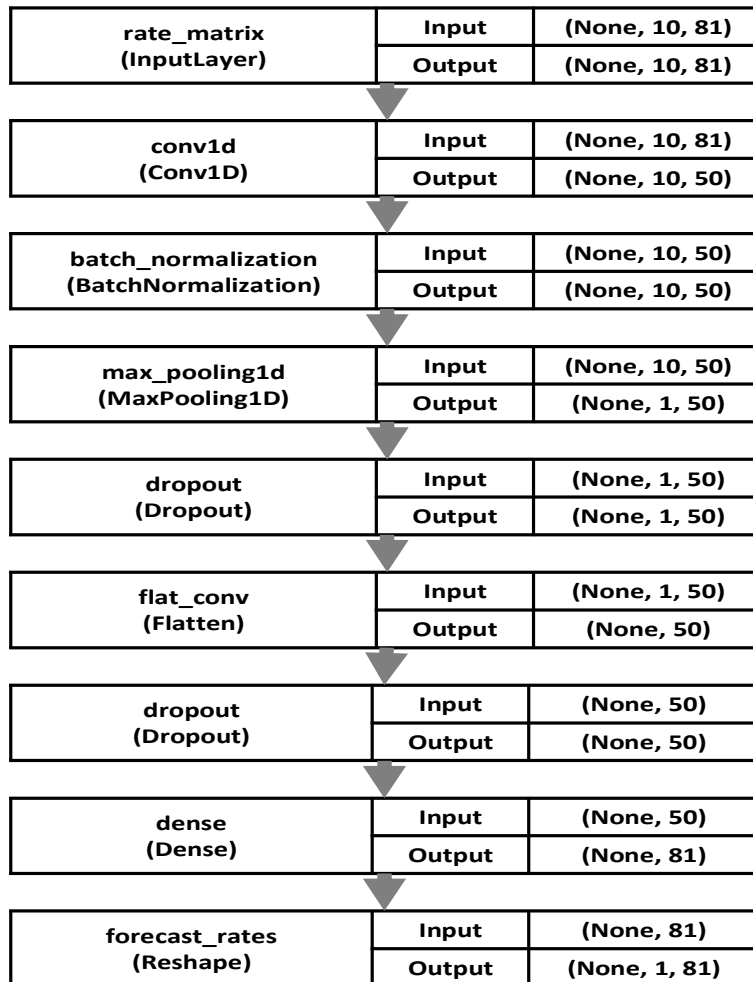 rate_matrix
(InputLayer)
Input
(None, 10, 81)
Output
(None, 10, 81)
conv1d
(Conv1D)
Input
(None, 10, 81)
Output
(None, 10, 50)
batch_normalization
(BatchNormalization)
Input
(None, 10, 50)
Output
(None, 10, 50)
max_pooling1d
(MaxPooling1D)
Input
(None, 10, 50)
Output
(None, 1, 50)
dropout
(Dropout)
Input
(None, 1, 50)
Output
(None, 1, 50)
flat_conv
(Flatten)
Input
(None, 1, 50)
Output
(None, 50)
dropout
(Dropout)
Input
(None, 50)
Output
(None, 50)
dense
(Dense)
Input
(None, 50)
Output
(None, 81)
forecast_rates
(Reshape)
Input
(None, 81)
Output
(None, 1, 81)